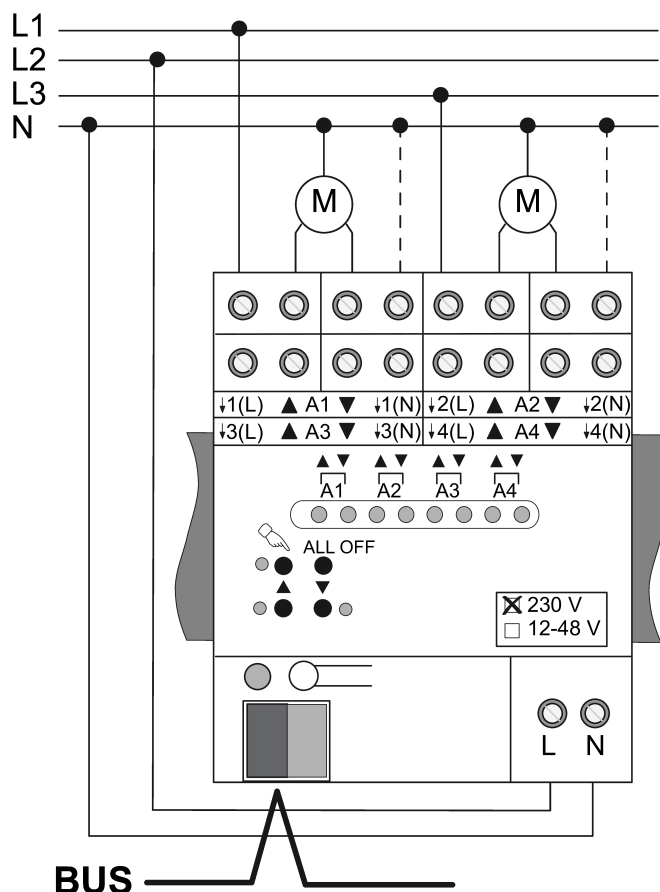 L1
L2
L3
N
M M
↓1(L) ▲ A1 ▼ ↓1(N) ↓2(L) ▲ A2 ▼ ↓2(N)
↓3(L) ▲ A3 ▼ ↓3(N) ↓4(L) ▲ A4 ▼ ↓4(N)
▲ ▼ ▲ ▼ ▲ ▼ ▲ ▼
A1 A2 A3 A4
ALL OFF
▲ ▼
230 V
12-48 V
L N
BUS